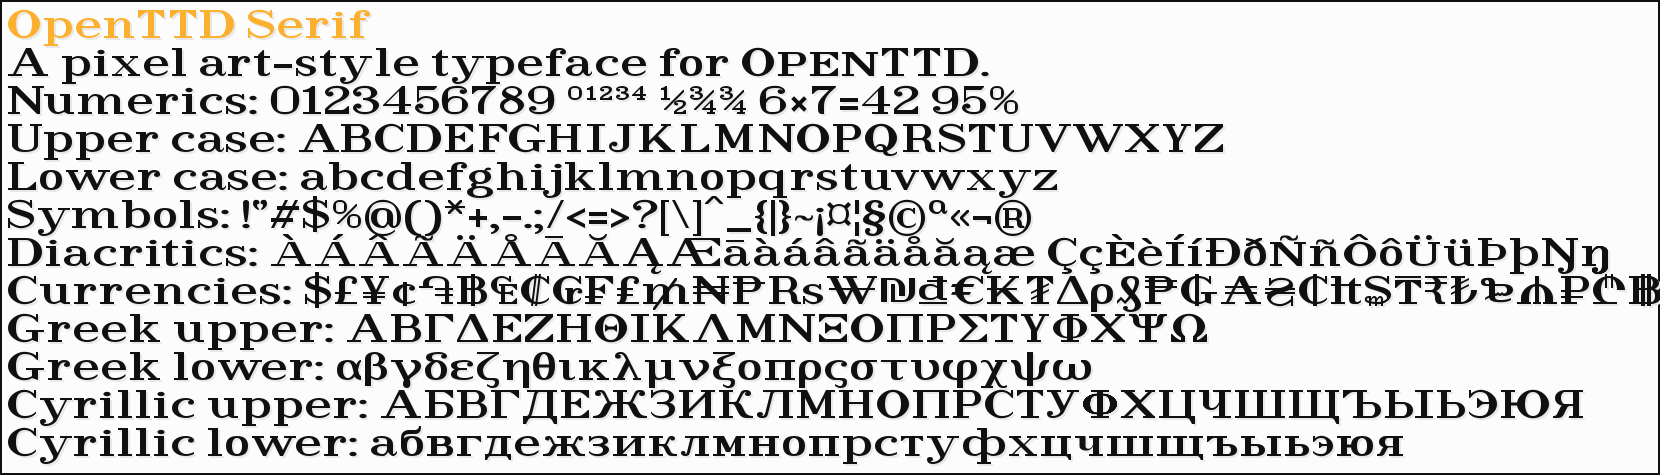 OpenTTD Serif
A pixel art-style typeface for OPENTTD.
Numerics: 0123456789 ⁰¹²³⁴ ½¾¾ 6×7=42 95%
Upper case: ABCDEFGHIJKLMNOPQRSTUVWXYZ
Lower case: abcdefghijklmnopqrstuvwxyz
Symbols: !"#$%@()*+,-.:;/<=>?[\]^_{|}~¡¤¦§©ª«¬®
Diacritics: ÀÁÂÃÄÅĀĂĄÆāàáâãäåăąæ ÇçÈèÍíÐðÑñÔôÜüÞþŊŋ
Currencies:
Greek upper: ΑΒΓΔΕΖΗΘΙΚΛΜΝΞΟΠΡΣΤΥΦΧΨΩ
Greek lower: αβγδεζηθικλμνξοπρςστυφχψω
Cyrillic upper: АБВГДЕЖЗИКЛМНОПРСТУФХЦЧШЩЪЫЬЭЮЯ
Cyrillic lower: абвгдежзиклмнопрстуфхцчшщъыьэюя